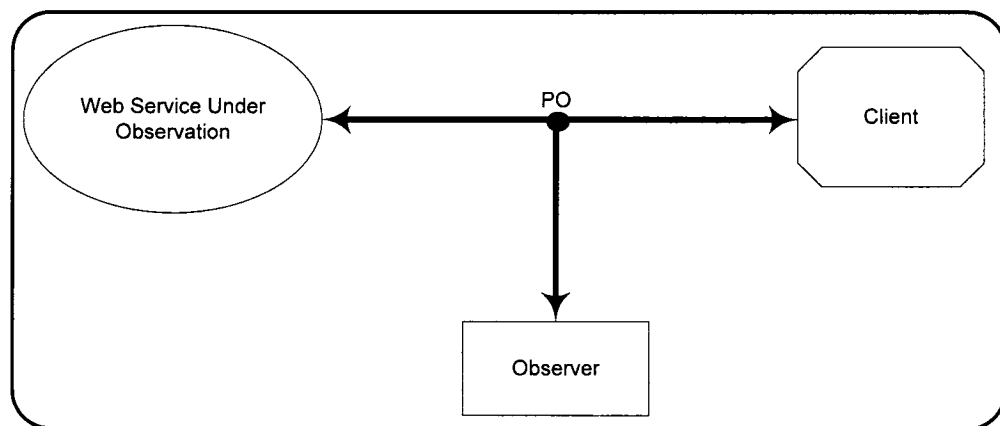 Web Service Under
Observation
PO
Client
Observer